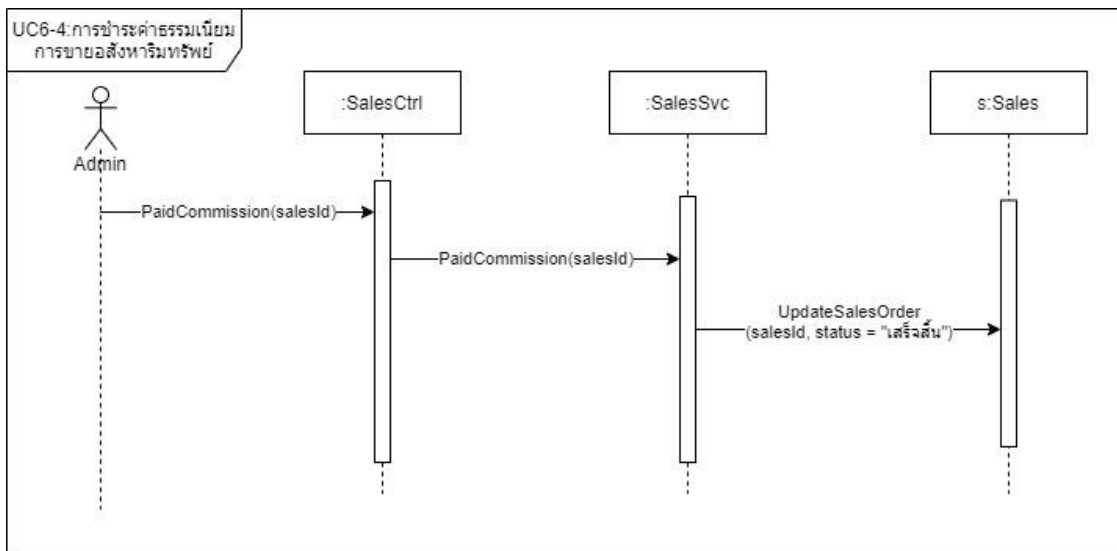 UC6-4:การชำระค่าธรรมเนียม
การขายอสังหาริมทรัพย์
:SalesCtrl
:SalesSvc
s:Sales
Admin
PaidCommission(salesId)
PaidCommission(salesId)
UpdateSalesOrder
(salesId, status = "เสร็จสิ้น")